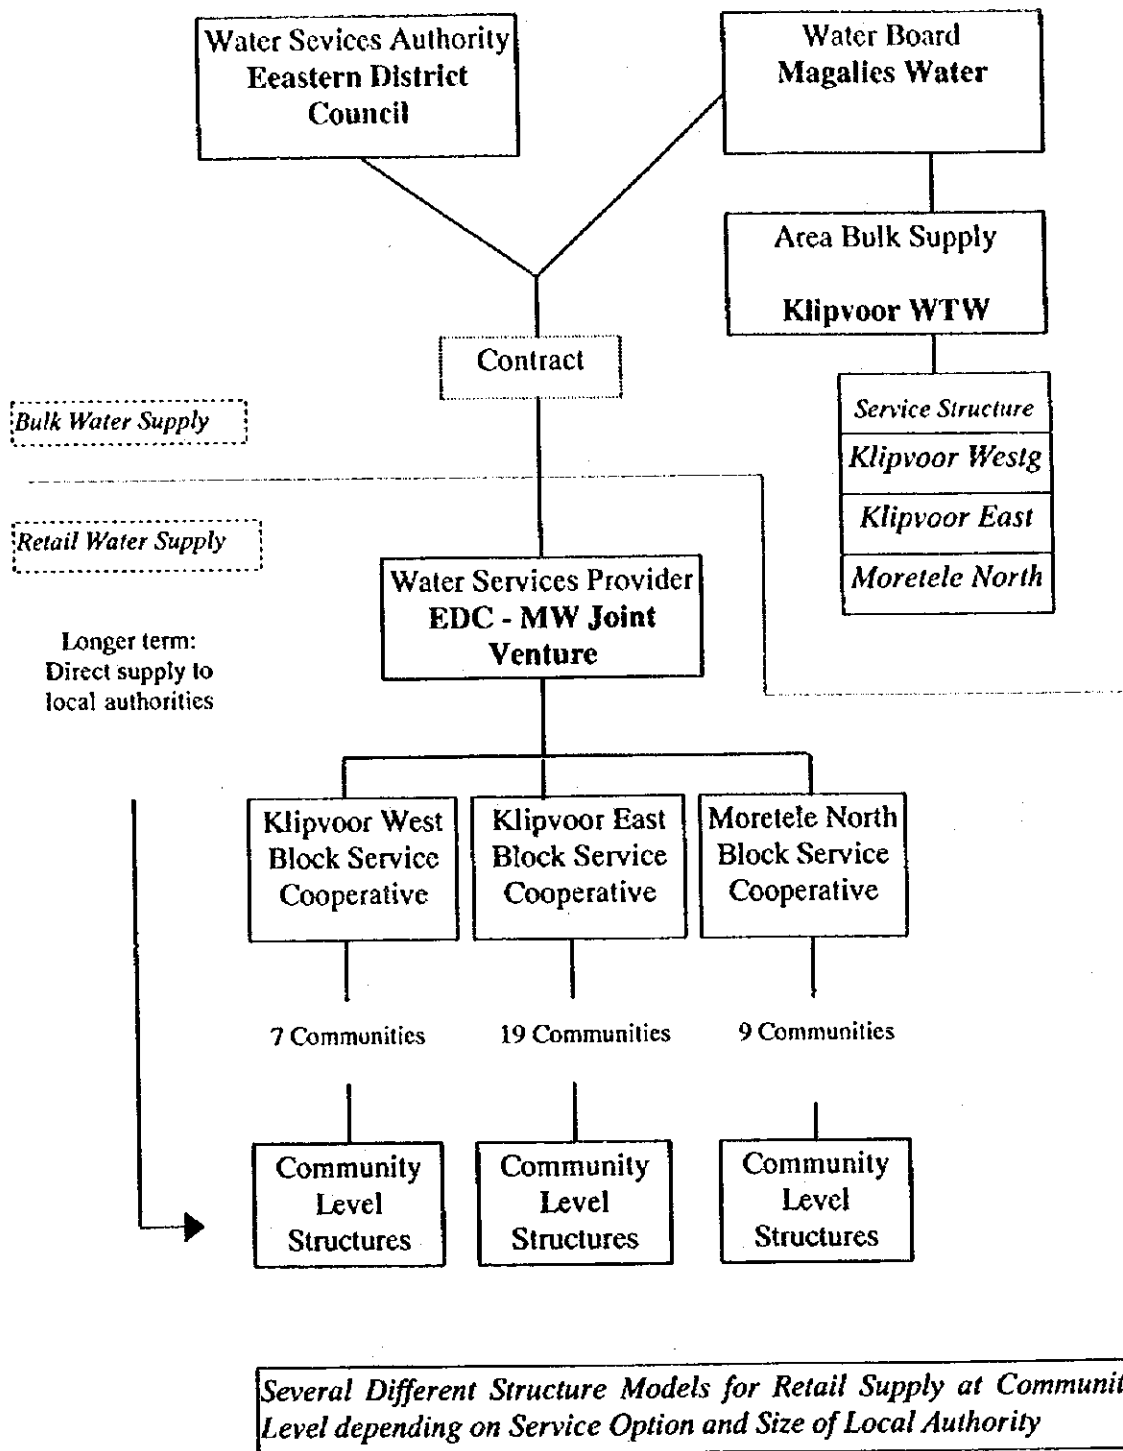 Water Sevices Authority
Eeastern District
Council
Water Board
Magalies Water
Area Bulk Supply
Klipvoor WTW
Contract
Service Structure
Klipvoor Westg
Klipvoor East
Moretele North
Bulk Water Supply
Retail Water Supply
Water Services Provider
EDC - MW Joint
Venture
Longer term:
Direct supply to
local authorities
Klipvoor West
Block Service
Cooperative
Klipvoor East
Block Service
Cooperative
Moretele North
Block Service
Cooperative
7 Communities
19 Communities
9 Communities
Community
Level
Structures
Community
Level
Structures
Community
Level
Structures
Several Different Structure Models for Retail Supply at Communit
Level depending on Service Option and Size of Local Authority